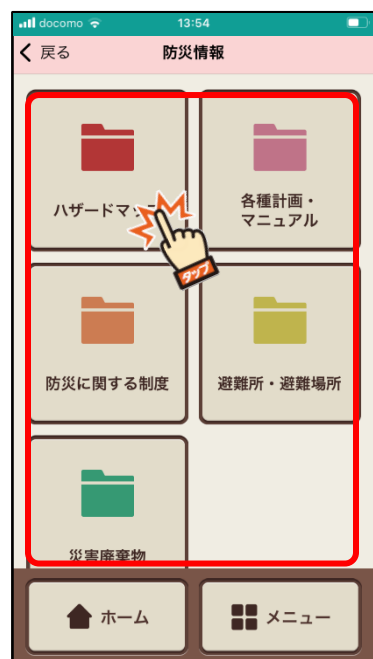 docomo 13:54
戻る 防災情報
ハザードマップ
各種計画・
マニュアル
タップ
防災に関する制度
避難所・避難場所
災害廃棄物
ホーム
メニュー